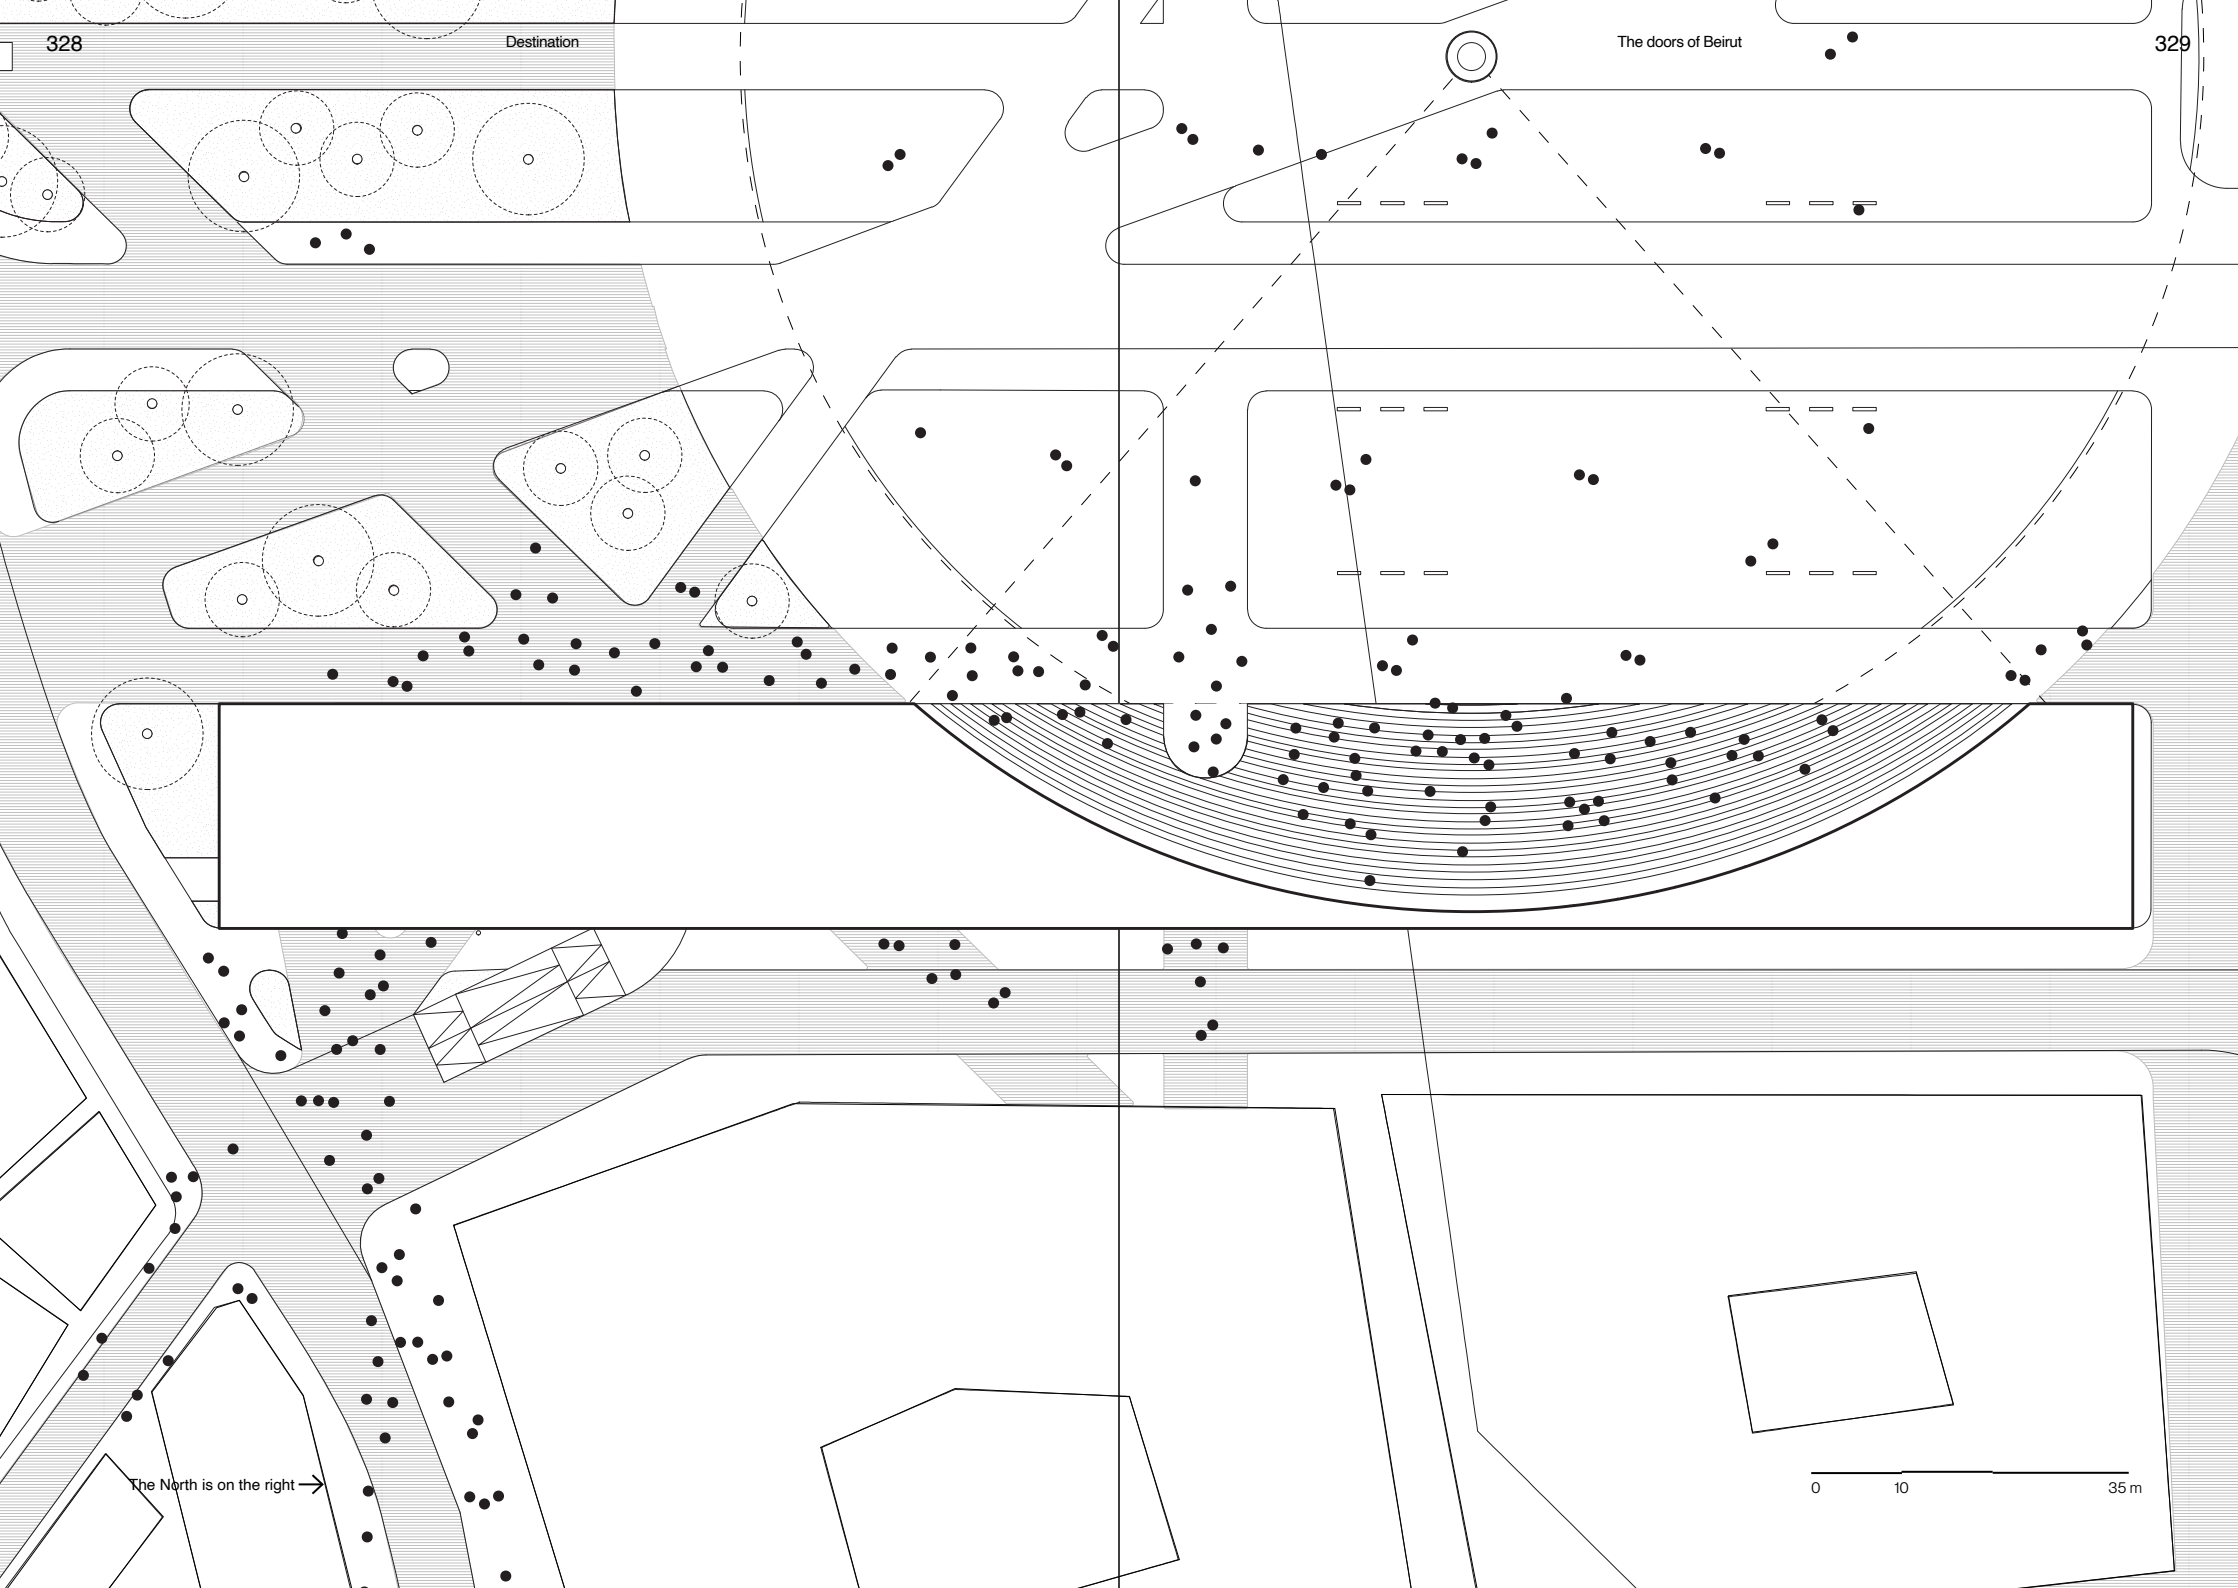 328
Destination
The doors of Beirut
329
The North is on the right
0 10 35 m